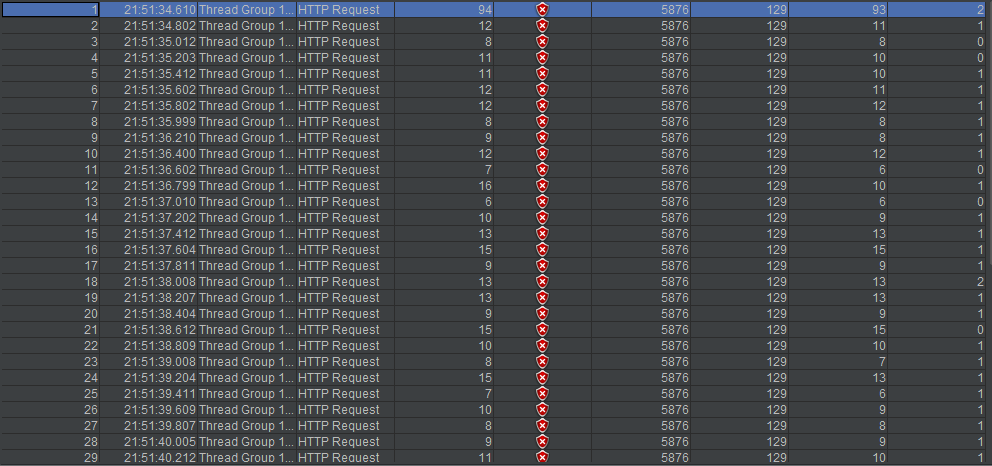 1 21:51:34.610 Thread Group 1... HTTP Request 94 5876 129 93 2
2 21:51:34.802 Thread Group 1... HTTP Request 12 5876 129 11 1
3 21:51:35.012 Thread Group 1... HTTP Request 8 5876 129 8 0
4 21:51:35.203 Thread Group 1... HTTP Request 11 5876 129 10 0
5 21:51:35.412 Thread Group 1... HTTP Request 11 5876 129 10 1
6 21:51:35.602 Thread Group 1... HTTP Request 12 5876 129 11 1
7 21:51:35.802 Thread Group 1... HTTP Request 12 5876 129 12 1
8 21:51:35.999 Thread Group 1... HTTP Request 8 5876 129 8 1
9 21:51:36.210 Thread Group 1... HTTP Request 9 5876 129 8 1
10 21:51:36.400 Thread Group 1... HTTP Request 12 5876 129 12 1
11 21:51:36.602 Thread Group 1... HTTP Request 7 5876 129 6 0
12 21:51:36.799 Thread Group 1... HTTP Request 16 5876 129 10 1
13 21:51:37.010 Thread Group 1... HTTP Request 6 5876 129 6 0
14 21:51:37.202 Thread Group 1... HTTP Request 10 5876 129 9 1
15 21:51:37.412 Thread Group 1... HTTP Request 13 5876 129 13 1
16 21:51:37.604 Thread Group 1... HTTP Request 15 5876 129 15 1
17 21:51:37.811 Thread Group 1... HTTP Request 9 5876 129 9 1
18 21:51:38.008 Thread Group 1... HTTP Request 13 5876 129 13 2
19 21:51:38.207 Thread Group 1... HTTP Request 13 5876 129 13 1
20 21:51:38.404 Thread Group 1... HTTP Request 9 5876 129 9 1
21 21:51:38.612 Thread Group 1... HTTP Request 15 5876 129 15 0
22 21:51:38.809 Thread Group 1... HTTP Request 10 5876 129 10 1
23 21:51:39.008 Thread Group 1... HTTP Request 8 5876 129 7 1
24 21:51:39.204 Thread Group 1... HTTP Request 15 5876 129 13 1
25 21:51:39.411 Thread Group 1... HTTP Request 7 5876 129 6 1
26 21:51:39.609 Thread Group 1... HTTP Request 10 5876 129 9 1
27 21:51:39.807 Thread Group 1... HTTP Request 8 5876 129 8 1
28 21:51:40.005 Thread Group 1... HTTP Request 9 5876 129 9 1
29 21:51:40.212 Thread Group 1... HTTP Request 11 5876 129 10 1